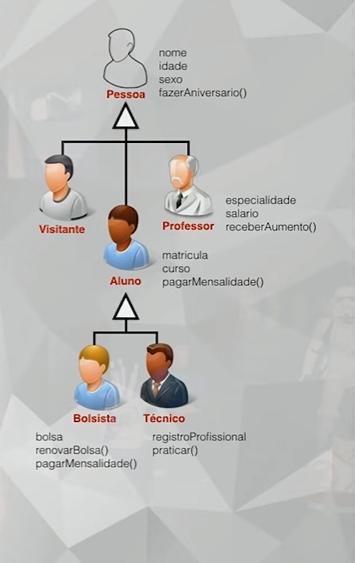 nome
idade
sexo
fazerAniversario()
Pessoa
Visitante
Professor
especialidade
salario
receberAumento()
Aluno
matricula
curso
pagarMensalidade()
Bolsista
Técnico
bolsa
renovarBolsa()
pagarMensalidade()
registroProfissional
praticar()